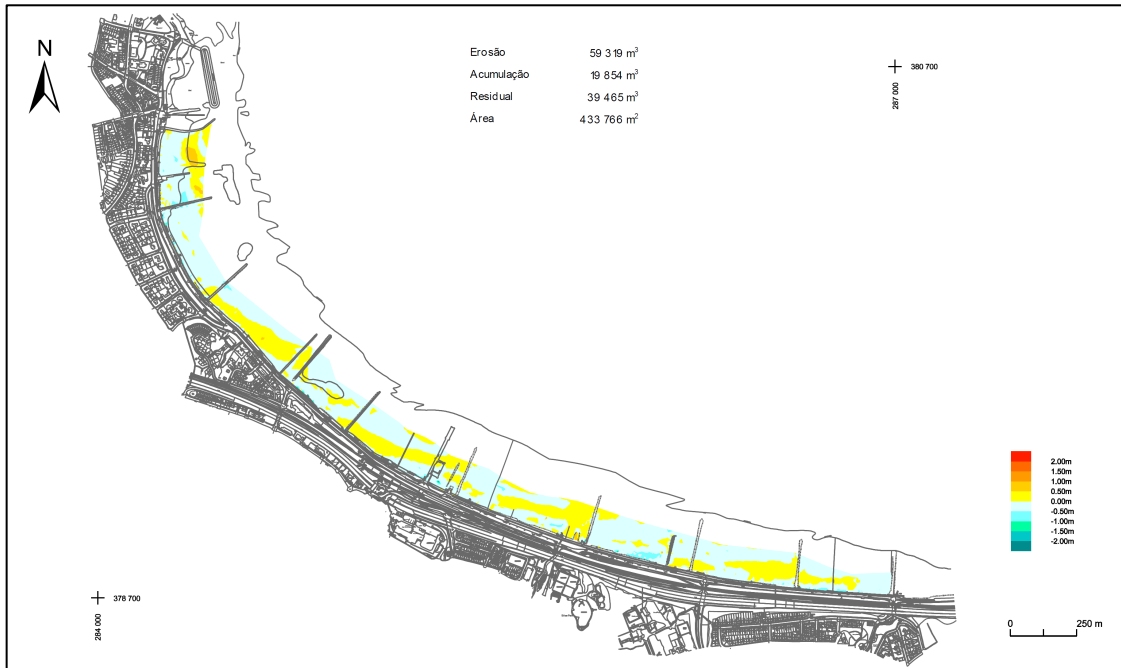 N
Erosão 59 319 m³
Acumulação 19 854 m³
Residual 39 465 m³
Área 433 766 m²
380 700
287 000
2.00m
1.50m
1.00m
0.50m
0.00m
-0.50m
-1.00m
-1.50m
-2.00m
378 700
284 000
0 250 m